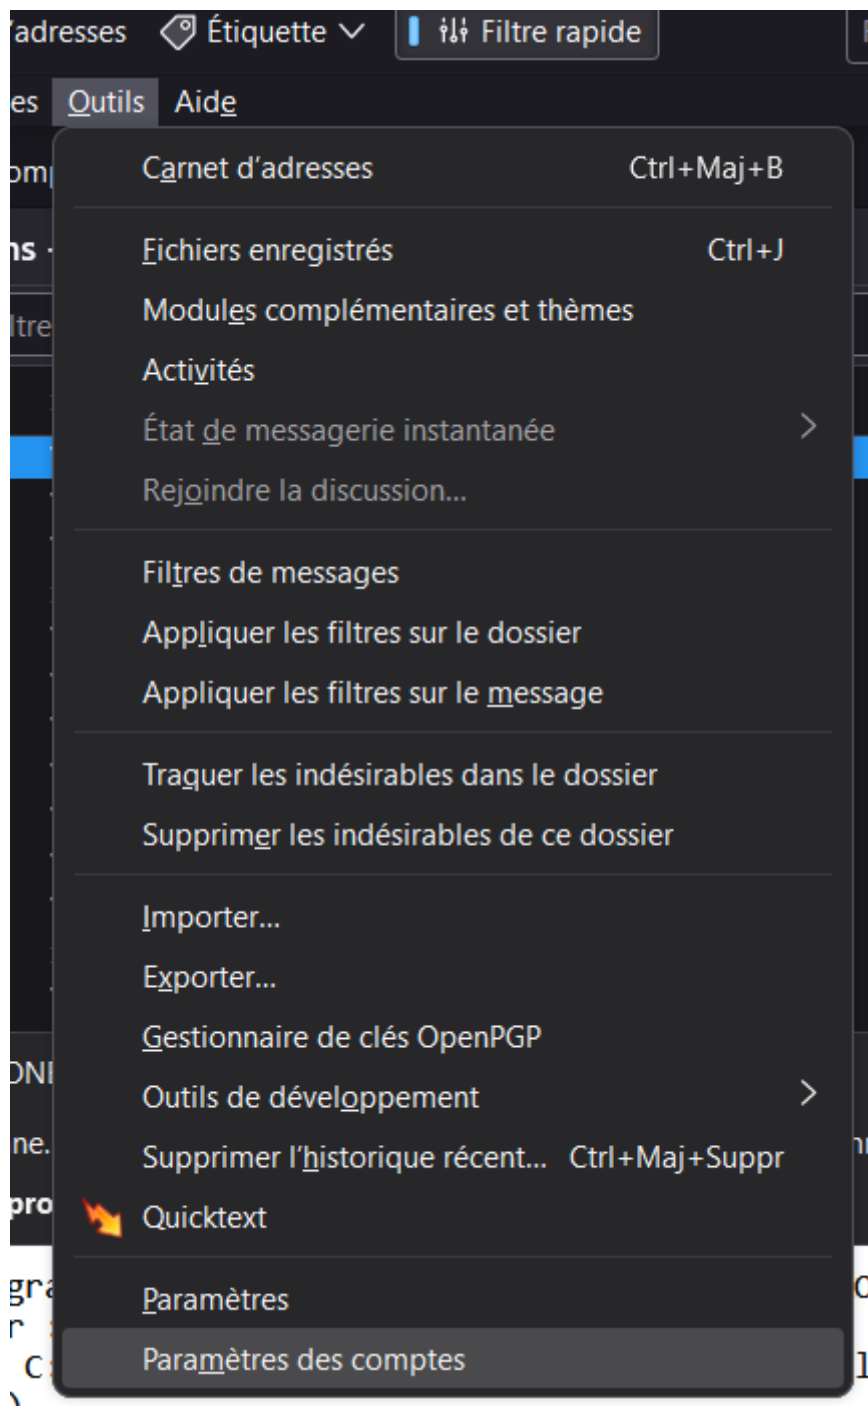 ’adresses Étiquette Filtre rapide
es Outils Aide
Carnet d’adresses Ctrl+Maj+B
Fichiers enregistrés Ctrl+J
Modules complémentaires et thèmes
Activités
État de messagerie instantanée
Rejoindre la discussion...
Filtres de messages
Appliquer les filtres sur le dossier
Appliquer les filtres sur le message
Traquer les indésirables dans le dossier
Supprimer les indésirables de ce dossier
Importer...
Exporter...
Gestionnaire de clés OpenPGP
Outils de développement
Supprimer l’historique récent... Ctrl+Maj+Suppr
Quicktext
Paramètres
Paramètres des comptes